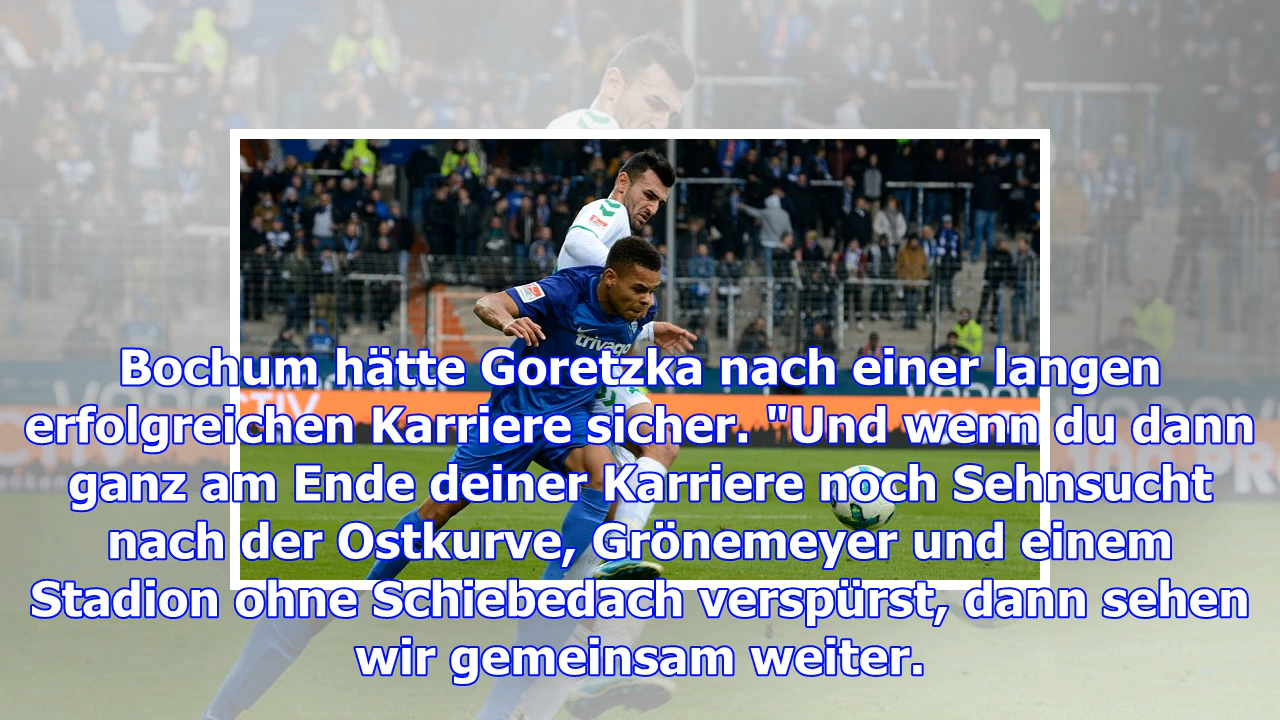 trivago
Bochum hätte Goretzka nach einer langen
erfolgreichen Karriere sicher. "Und wenn du dann
ganz am Ende deiner Karriere noch Sehnsucht
nach der Ostkurve, Grönemeyer und einem
Stadion ohne Schiebedach verspürst, dann sehen
wir gemeinsam weiter.